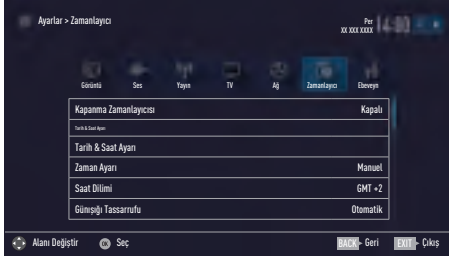 Ayarlar > Zamanlayıcı
Per
XX XXX XXXX
Görüntü Ses Yayın TV Ağ Zamanlayıcı Ebeveyn
Kapanma Zamanlayıcısı Kapalı
Tarih & Saat Ayarı
Tarih & Saat Ayarı
Zaman Ayarı Manuel
Saat Dilimi GMT +2
Günışığı Tassarrufu Otomatik
Alanı Değiştir OK Seç BACK Geri EXIT Çıkış